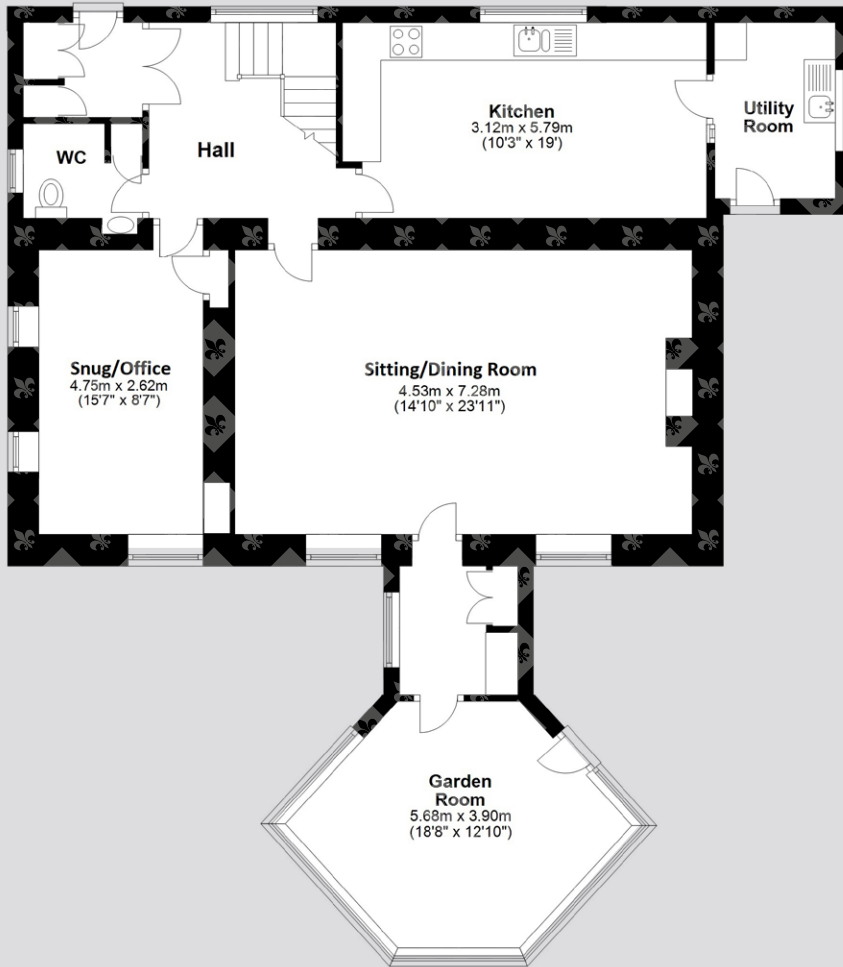 Kitchen
3.12m x 5.79m
(10'3" x 19')
Utility
Room
WC
Hall
Snug/Office
4.75m x 2.62m
(15'7" x 8'7")
Sitting/Dining Room
4.53m x 7.28m
(14'10" x 23'11")
Garden
Room
5.68m x 3.90m
(18'8" x 12'10")